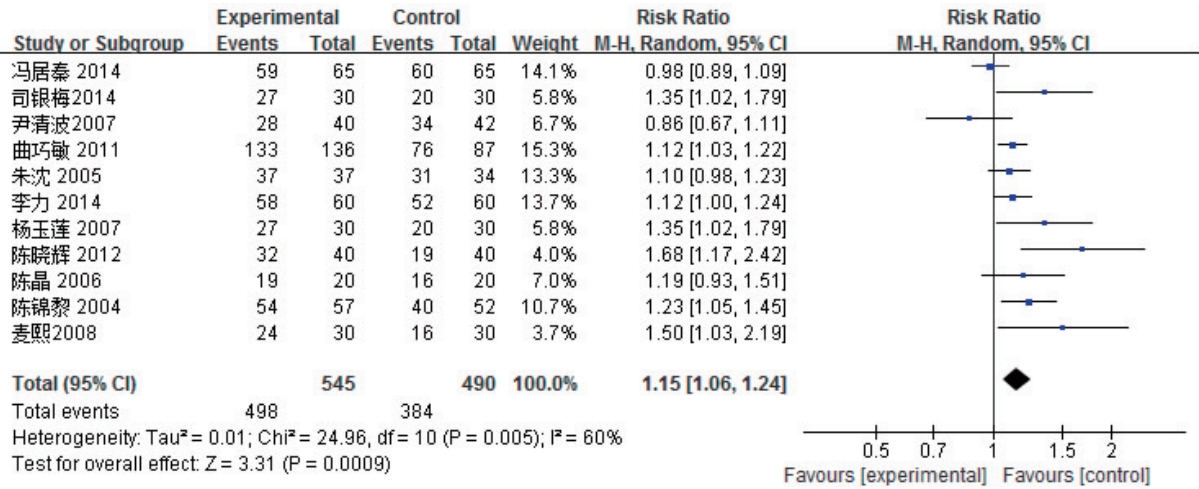 Experimental Control Risk Ratio Risk Ratio
Study or Subgroup Events Total Events Total Weight M-H, Random, 95% CI M-H, Random, 95% CI
冯居秦 2014 59 65 60 65 14.1% 0.98 [0.89, 1.09]
司银梅2014 27 30 20 30 5.8% 1.35 [1.02, 1.79]
尹清波2007 28 40 34 42 6.7% 0.86 [0.67, 1.11]
曲巧敏 2011 133 136 76 87 15.3% 1.12 [1.03, 1.22]
朱沈 2005 37 37 31 34 13.3% 1.10 [0.98, 1.23]
李力 2014 58 60 52 60 13.7% 1.12 [1.00, 1.24]
杨玉莲 2007 27 30 20 30 5.8% 1.35 [1.02, 1.79]
陈晓辉 2012 32 40 19 40 4.0% 1.68 [1.17, 2.42]
陈晶 2006 19 20 16 20 7.0% 1.19 [0.93, 1.51]
陈锦黎 2004 54 57 40 52 10.7% 1.23 [1.05, 1.45]
麦熙2008 24 30 16 30 3.7% 1.50 [1.03, 2.19]
Total (95% CI) 545 490 100.0% 1.15 [1.06, 1.24]
Total events 498 384
Heterogeneity: Tau² = 0.01; Chi² = 24.96, df = 10 (P = 0.005); I² = 60%
Test for overall effect: Z = 3.31 (P = 0.0009)
0.5 0.7 1 1.5 2
Favours [experimental] Favours [control]